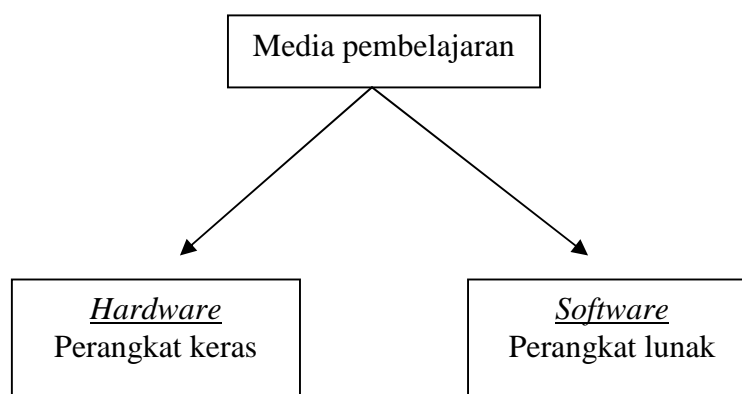 Media pembelajaran
Hardware
Perangkat keras
Software
Perangkat lunak